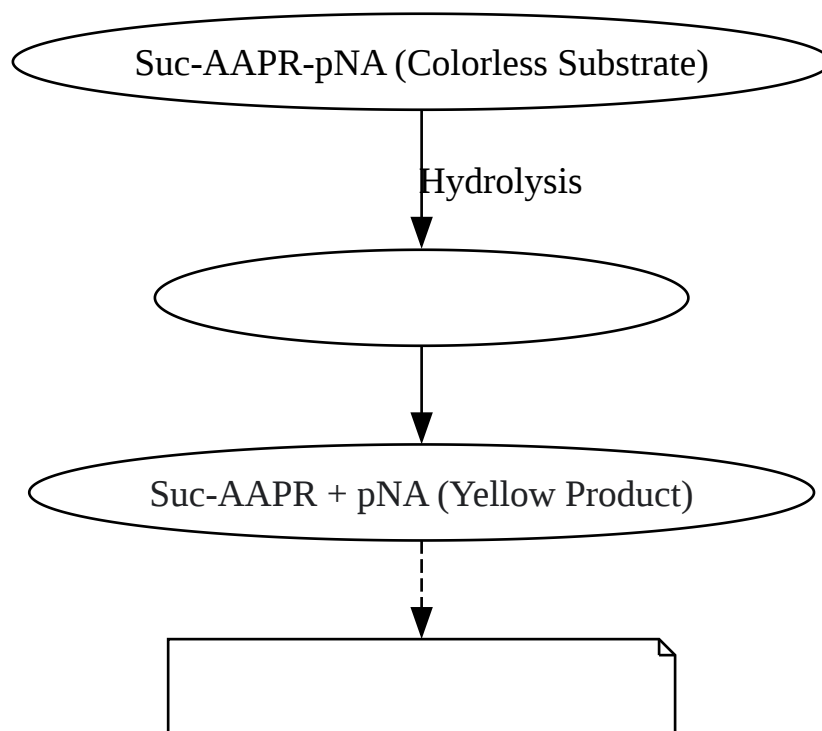 Suc-AAPR-pNA (Colorless Substrate)
Hydrolysis
Suc-AAPR + pNA (Yellow Product)